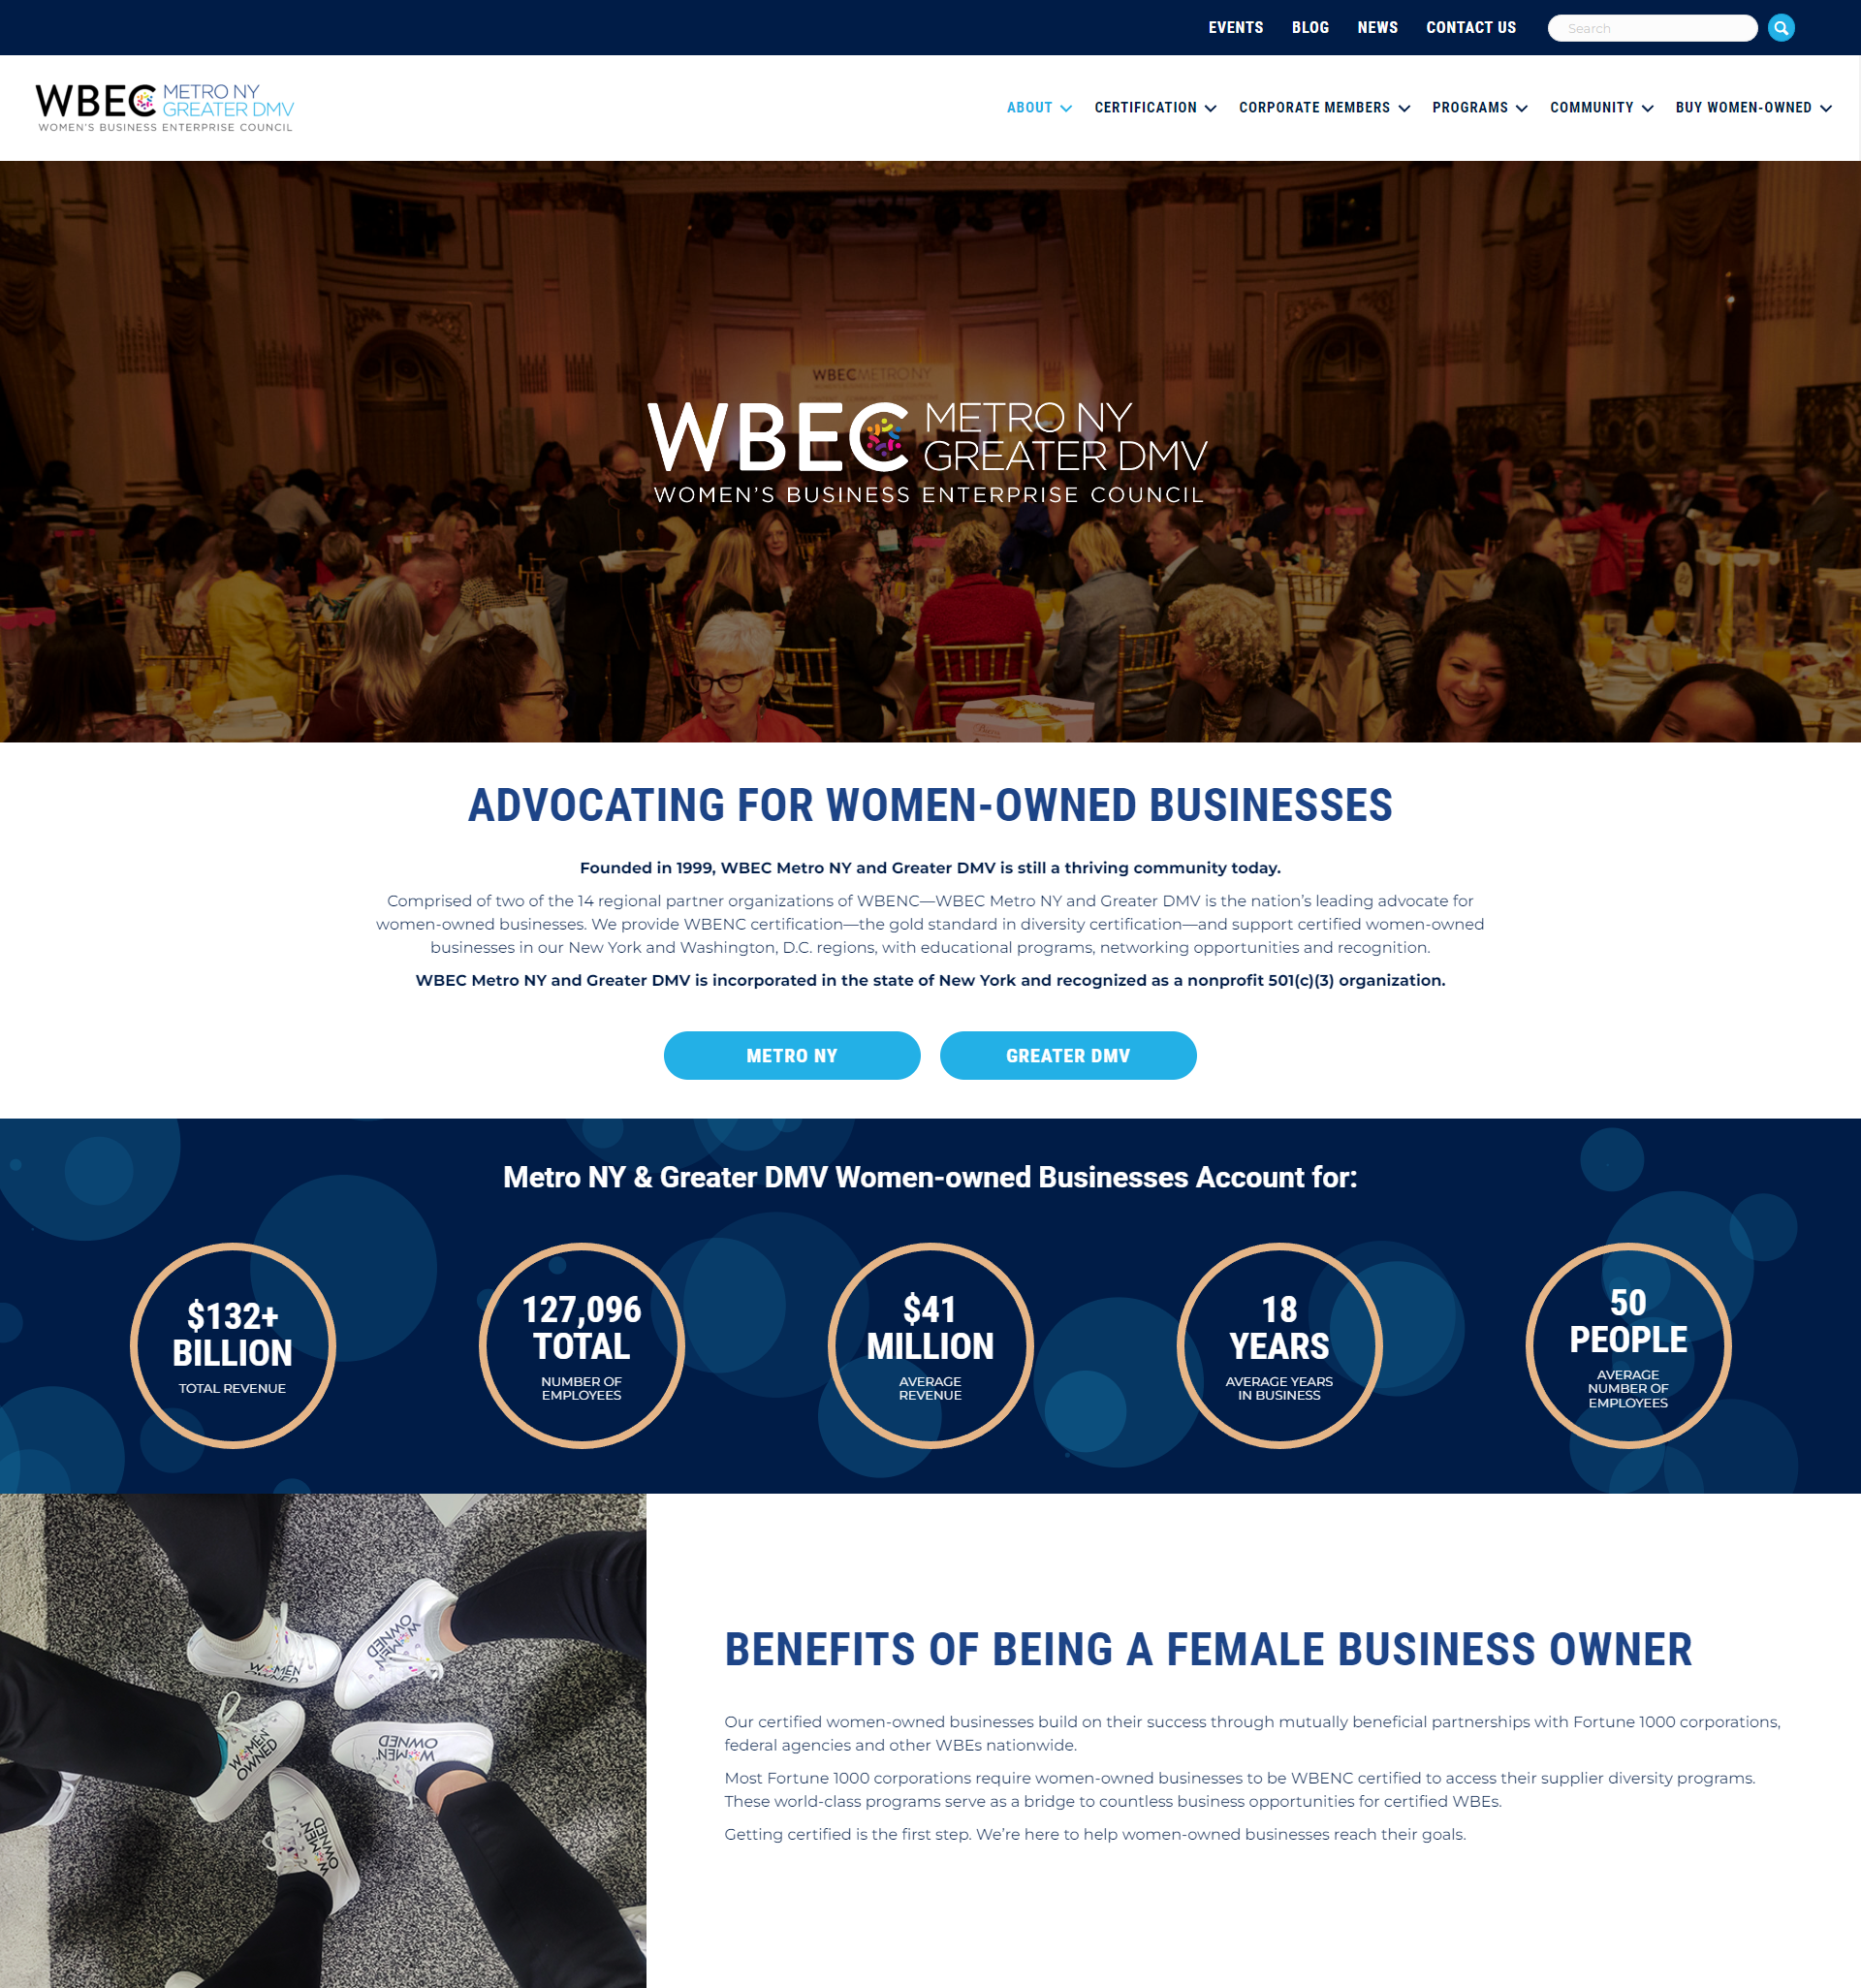 EVENTS BLOG NEWS CONTACT US Search
WBEC METRO NY
GREATER DMV
WOMEN'S BUSINESS ENTERPRISE COUNCIL
ABOUT CERTIFICATION CORPORATE MEMBERS PROGRAMS COMMUNITY BUY WOMEN-OWNED
WBECMETRONY
WBEC METRO NY
GREATER DMV
WOMEN'S BUSINESS ENTERPRISE COUNCIL
ADVOCATING FOR WOMEN-OWNED BUSINESSES
Founded in 1999, WBEC Metro NY and Greater DMV is still a thriving community today.
Comprised of two of the 14 regional partner organizations of WBENC—WBEC Metro NY and Greater DMV is the nation's leading advocate for
women-owned businesses. We provide WBENC certification—the gold standard in diversity certification—and support certified women-owned
businesses in our New York and Washington, D.C. regions, with educational programs, networking opportunities and recognition.
WBEC Metro NY and Greater DMV is incorporated in the state of New York and recognized as a nonprofit 501(c)(3) organization.
METRO NY GREATER DMV
Metro NY & Greater DMV Women-owned Businesses Account for:
$132+
BILLION
TOTAL REVENUE
127,096
TOTAL
NUMBER OF
EMPLOYEES
$41
MILLION
AVERAGE
REVENUE
18
YEARS
AVERAGE YEARS
IN BUSINESS
50
PEOPLE
AVERAGE
NUMBER OF
EMPLOYEES
WOMEN
OWNED
WOMEN
OWNED
WOMEN
OWNED
WOMEN
OWNED
WOMEN
OWNED
BENEFITS OF BEING A FEMALE BUSINESS OWNER
Our certified women-owned businesses build on their success through mutually beneficial partnerships with Fortune 1000 corporations,
federal agencies and other WBEs nationwide.
Most Fortune 1000 corporations require women-owned businesses to be WBENC certified to access their supplier diversity programs.
These world-class programs serve as a bridge to countless business opportunities for certified WBEs.
Getting certified is the first step. We're here to help women-owned businesses reach their goals.